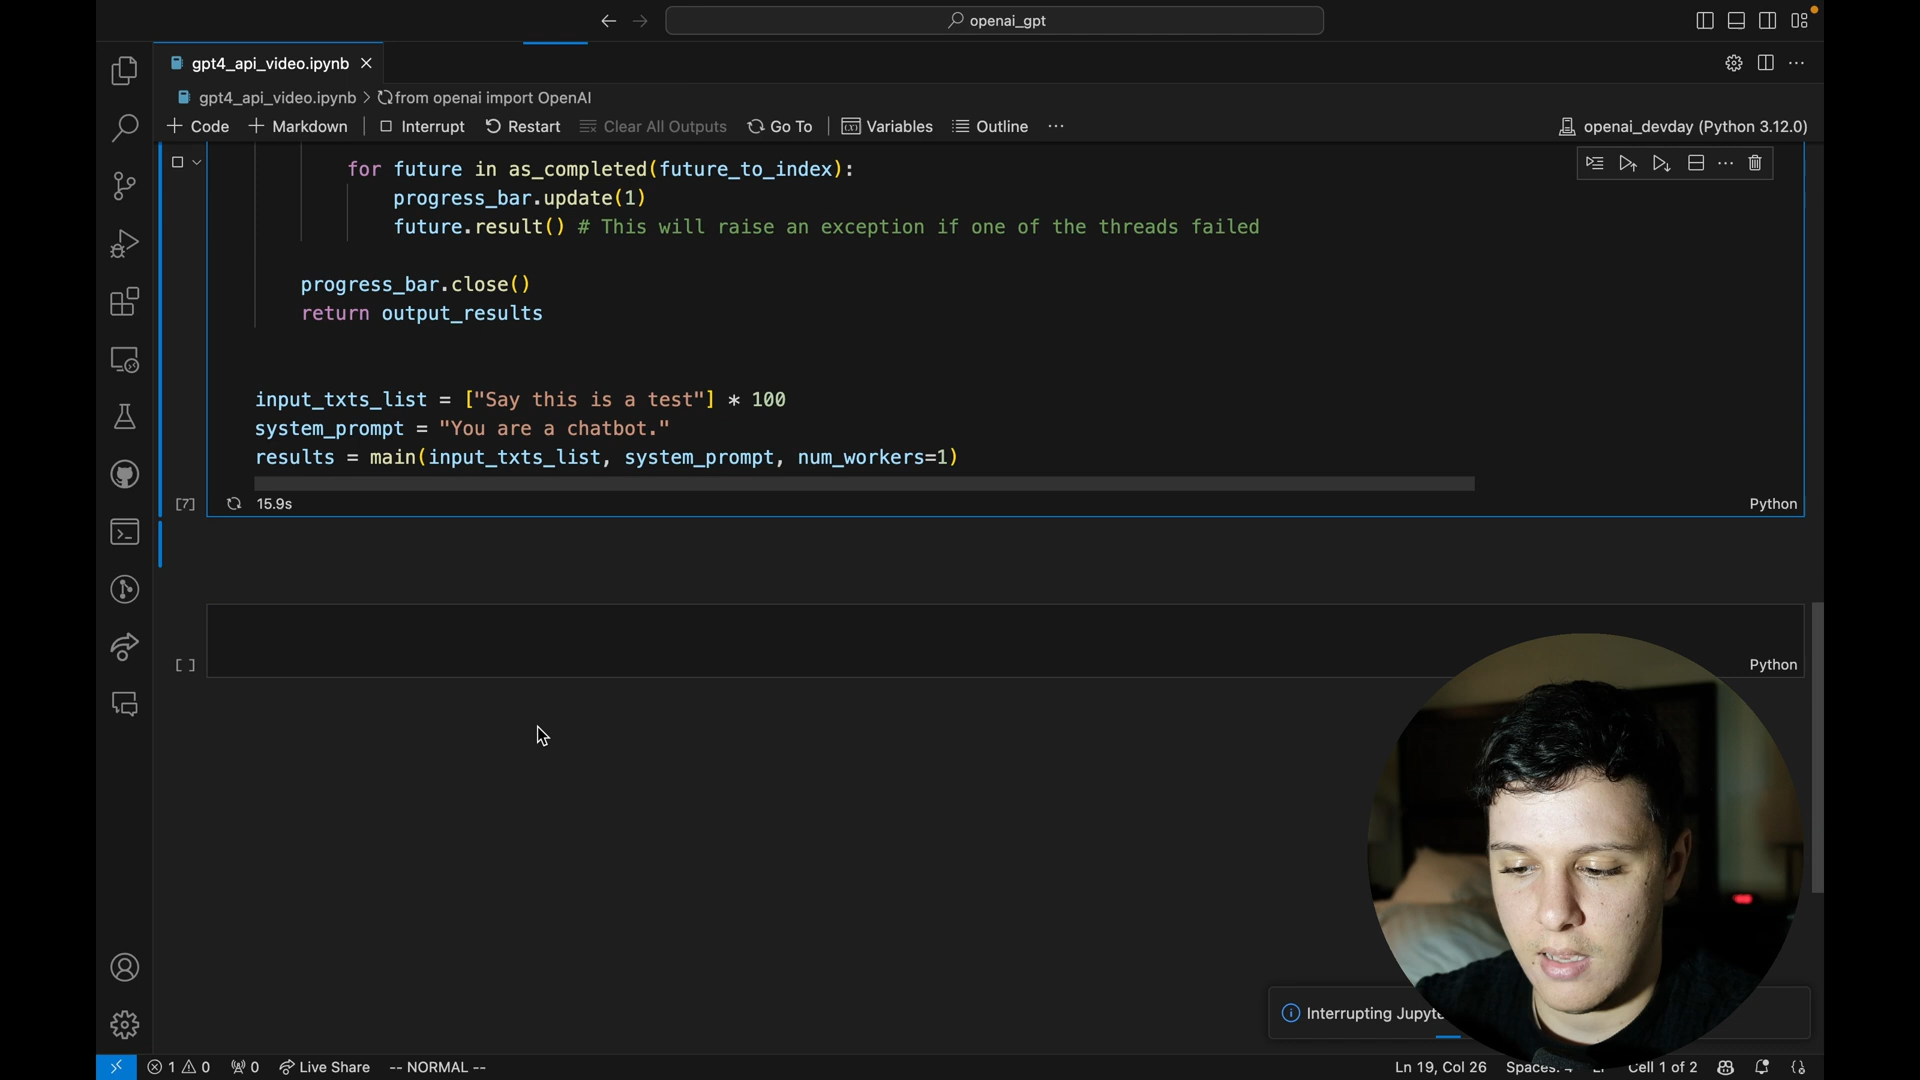 openai_gpt
gpt4_api_video.ipynb
gpt4_api_video.ipynb > from openai import OpenAI
+ Code + Markdown Interrupt Restart Clear All Outputs Go To Variables Outline ... openai_devday (Python 3.12.0)
for future in as_completed(future_to_index):
progress_bar.update(1)
future.result() # This will raise an exception if one of the threads failed
progress_bar.close()
return output_results
input_txts_list = ["Say this is a test"] * 100
system_prompt = "You are a chatbot."
results = main(input_txts_list, system_prompt, num_workers=1)
[7] 15.9s Python
[ ] Python
Interrupting
1 0 0 Live Share -- NORMAL -- Ln 19, Col 26 Cell 1 of 2